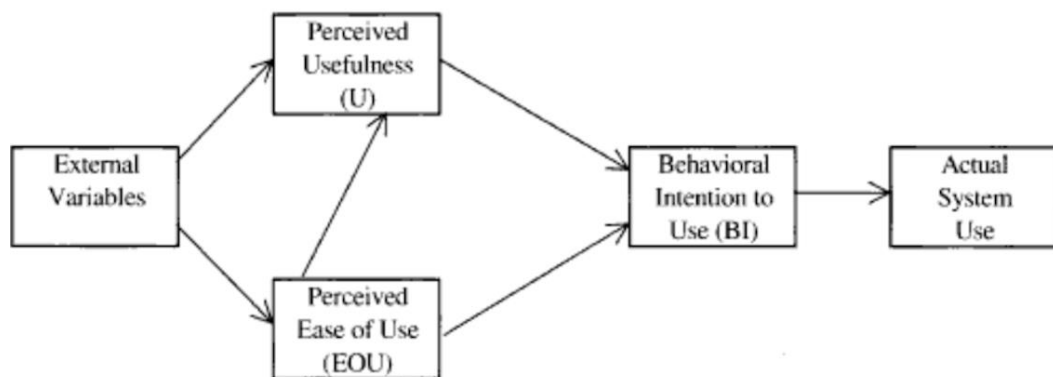 Perceived
Usefulness
(U)
External
Variables
Perceived
Ease of Use
(EOU)
Behavioral
Intention to
Use (BI)
Actual
System
Use